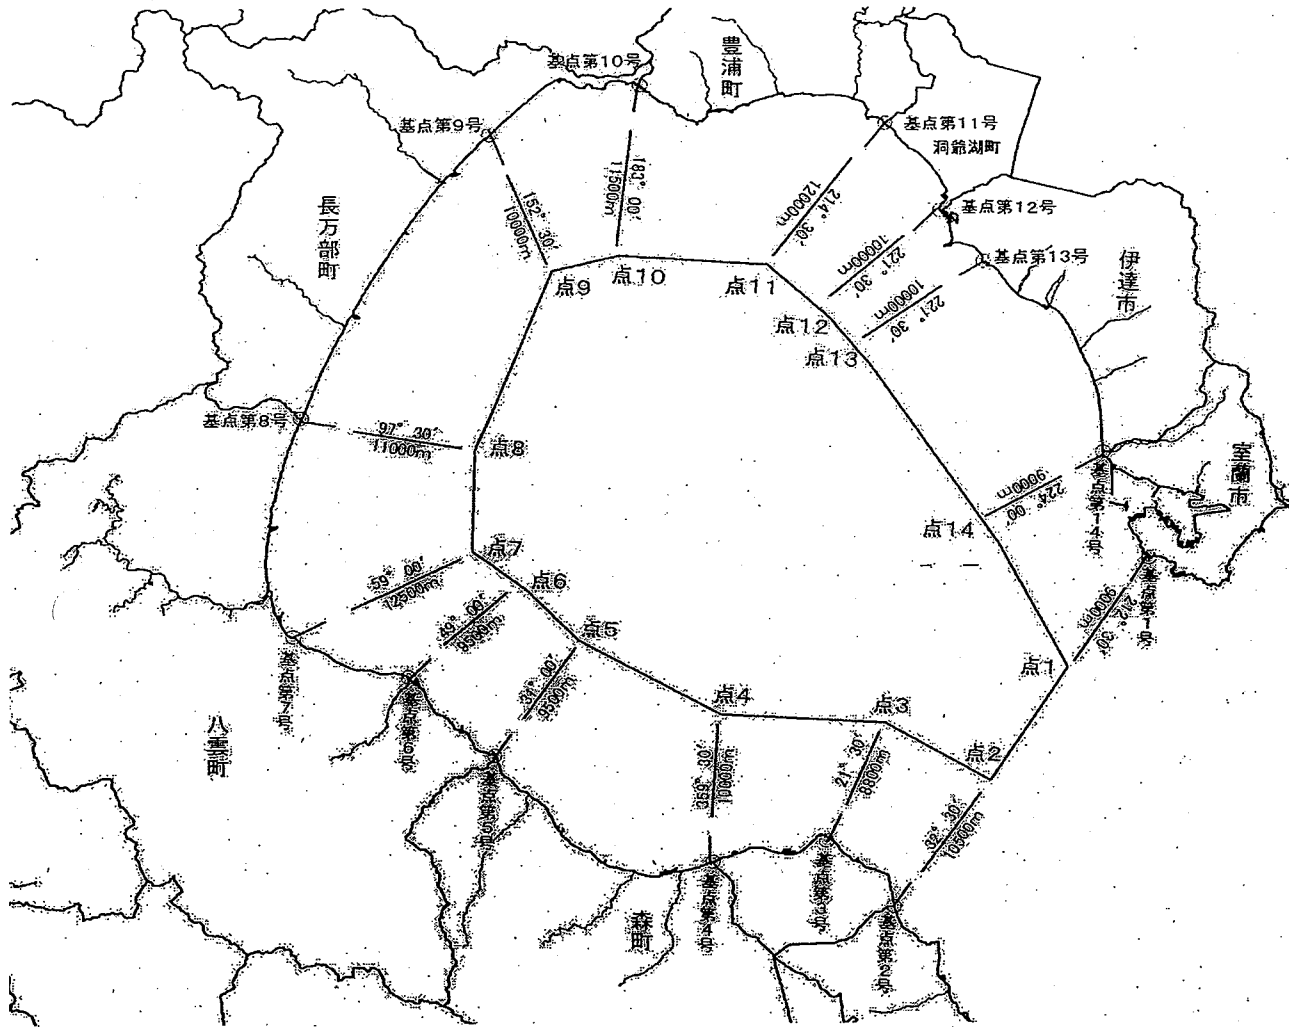 基点第10号
豊浦町
基点第9号
基点第11号
洞爺湖町
183° 00′
11500m
152° 30′
10000m
214° 30′
12000m
長万部町
基点第12号
221° 30′
10000m
基点第13号
221° 30′
10000m
伊達市
点9
点10
点11
点12
点13
基点第8号
97° 30′
11000m
点8
室蘭市
基点第14号
224° 00′
9000m
点14
点7
59° 00′
12500m
点6
49° 00′
9500m
点5
00′
9500m
基点第1号
212° 30′
9000m
点1
基点第7号
基点第6号
八雲町
点4
点3
点2
359° 30′
10000m
21° 30′
8800m
30′
10500m
基点第5号
基点第4号
基点第3号
基点第2号
森町